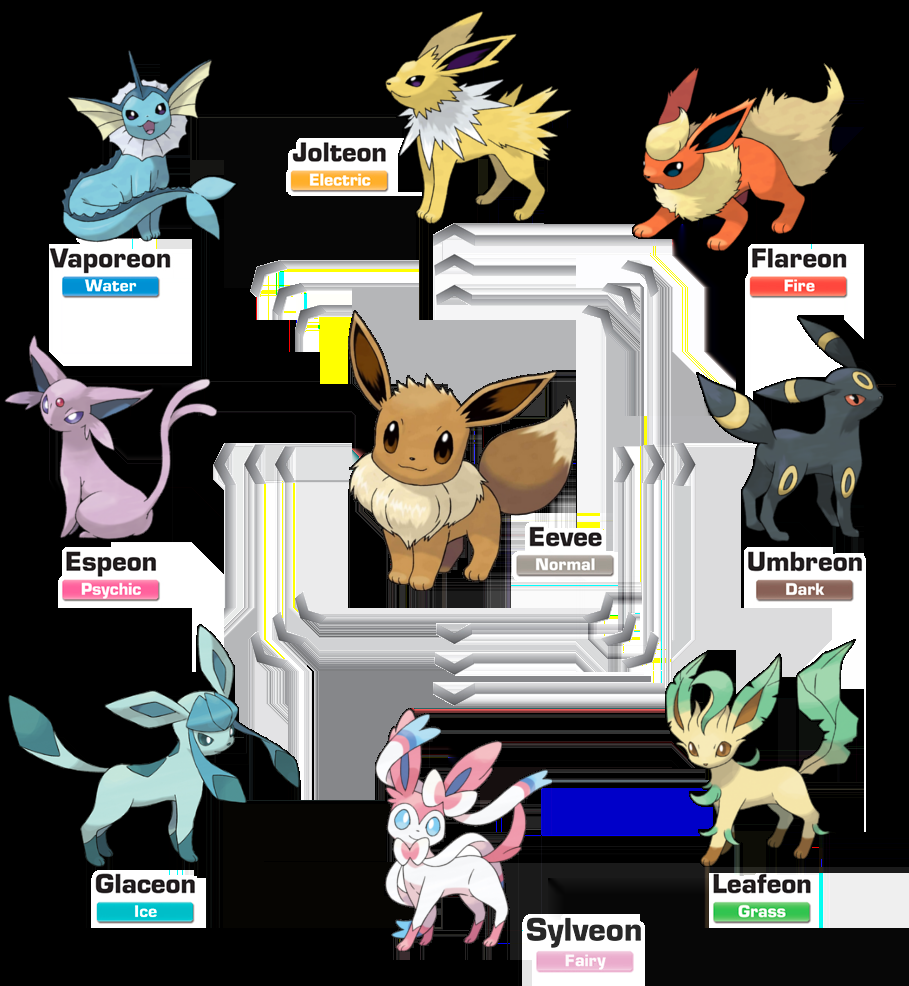 Jolteon
Electric
Vaporeon
Water
Flareon
Fire
Eevee
Normal
Espeon
Psychic
Umbreon
Dark
Glaceon
Ice
Leafeon
Grass
Sylveon
Fairy